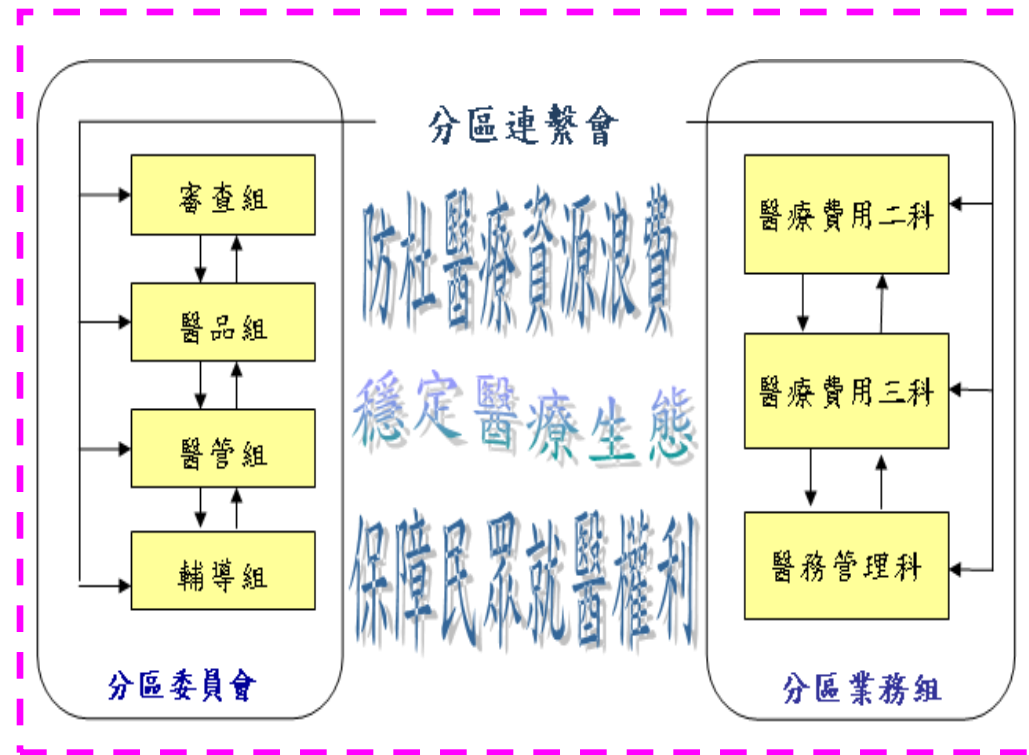 分區連繫會
審查組
醫品組
醫管組
輔導組
分區委員會
防杜醫療資源浪費
穩定醫療生態
保障民眾就醫權利
醫療費用二科
醫療費用三科
醫務管理科
分區業務組